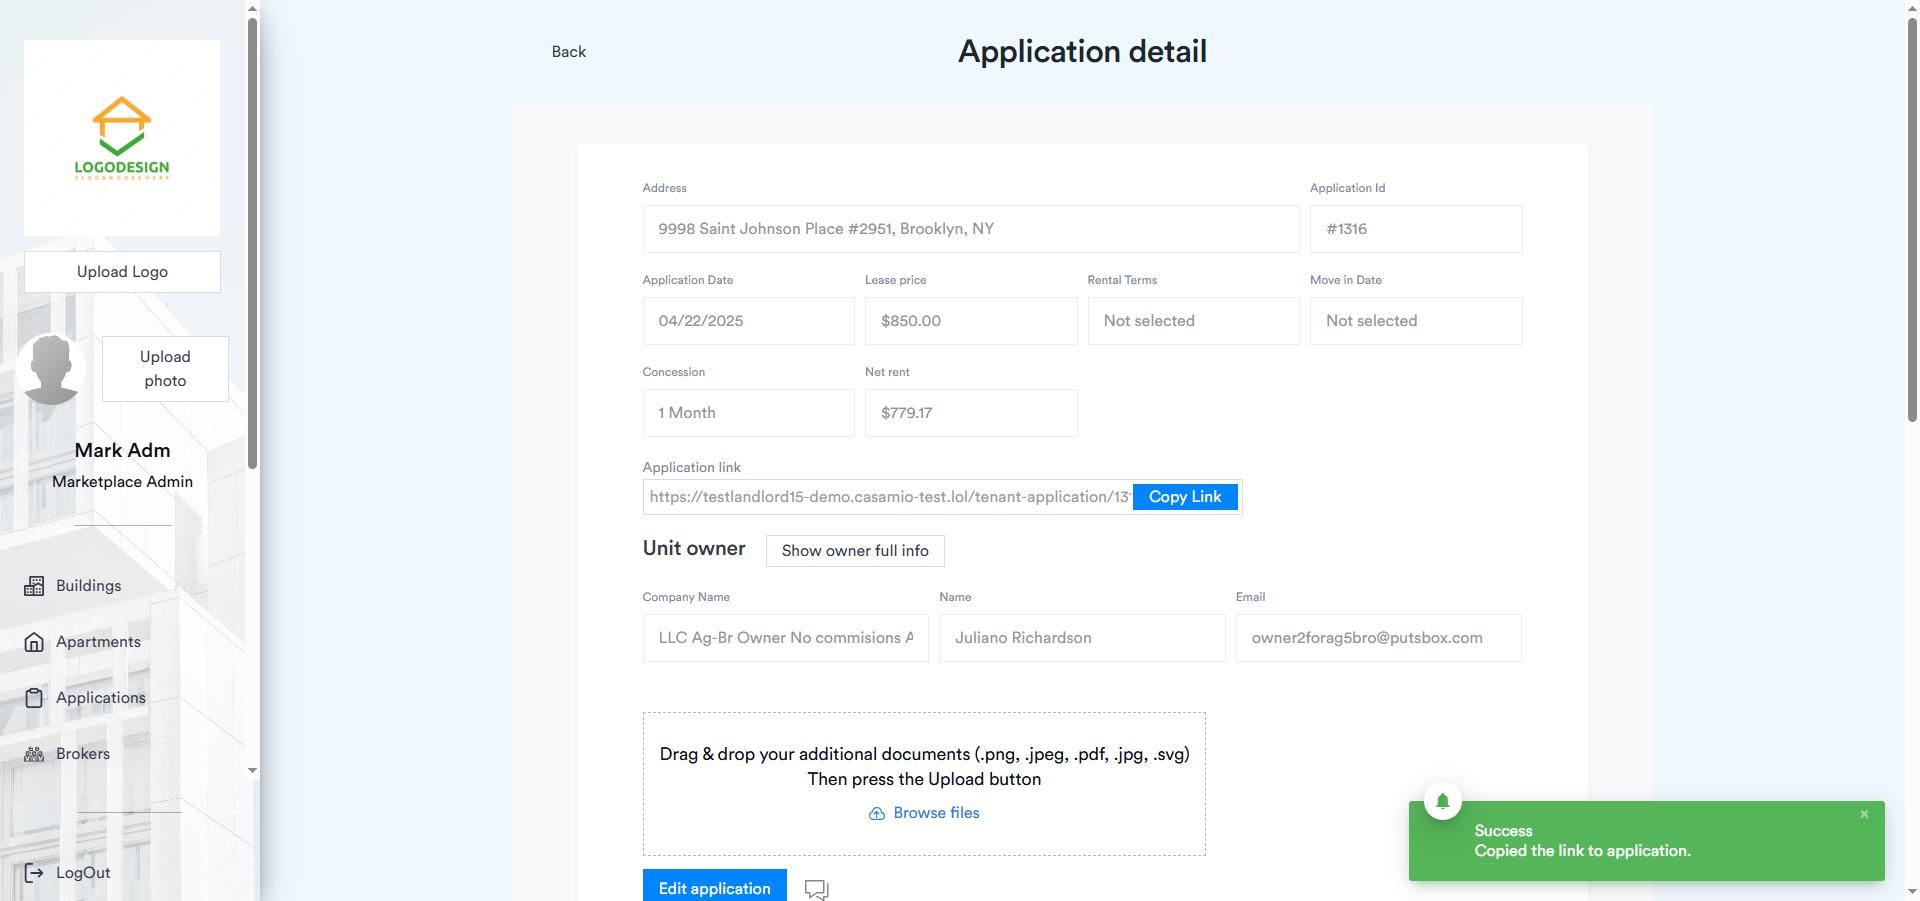 LOGODESIGN
SLOGAN GOES HERE
Upload Logo
Upload
photo
Mark Adm
Marketplace Admin
Buildings
Apartments
Applications
Brokers
LogOut
Back
Application detail
Address
Application Id
9998 Saint Johnson Place #2951, Brooklyn, NY
#1316
Application Date
Lease price
Rental Terms
Move in Date
04/22/2025
$850.00
Not selected
Not selected
Concession
Net rent
1 Month
$779.17
Application link
https://testlandlord15-demo.casamio-test.lol/tenant-application/13
Copy Link
Unit owner
Show owner full info
Company Name
Name
Email
LLC Ag-Br Owner No commisions A
Juliano Richardson
owner2forag5bro@putsbox.com
Drag & drop your additional documents (.png, .jpeg, .pdf, .jpg, .svg)
Then press the Upload button
Browse files
Edit application
Success
Copied the link to application.